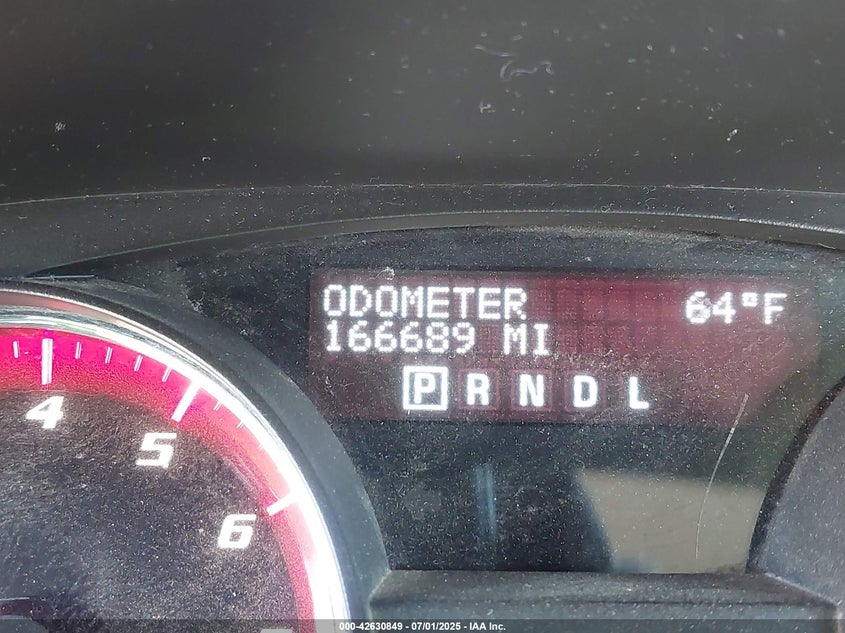 ODOMETER 64°F
166689 MI
P R N D L
4
5
6
000-42630849 - 07/01/2025 - IAA Inc.